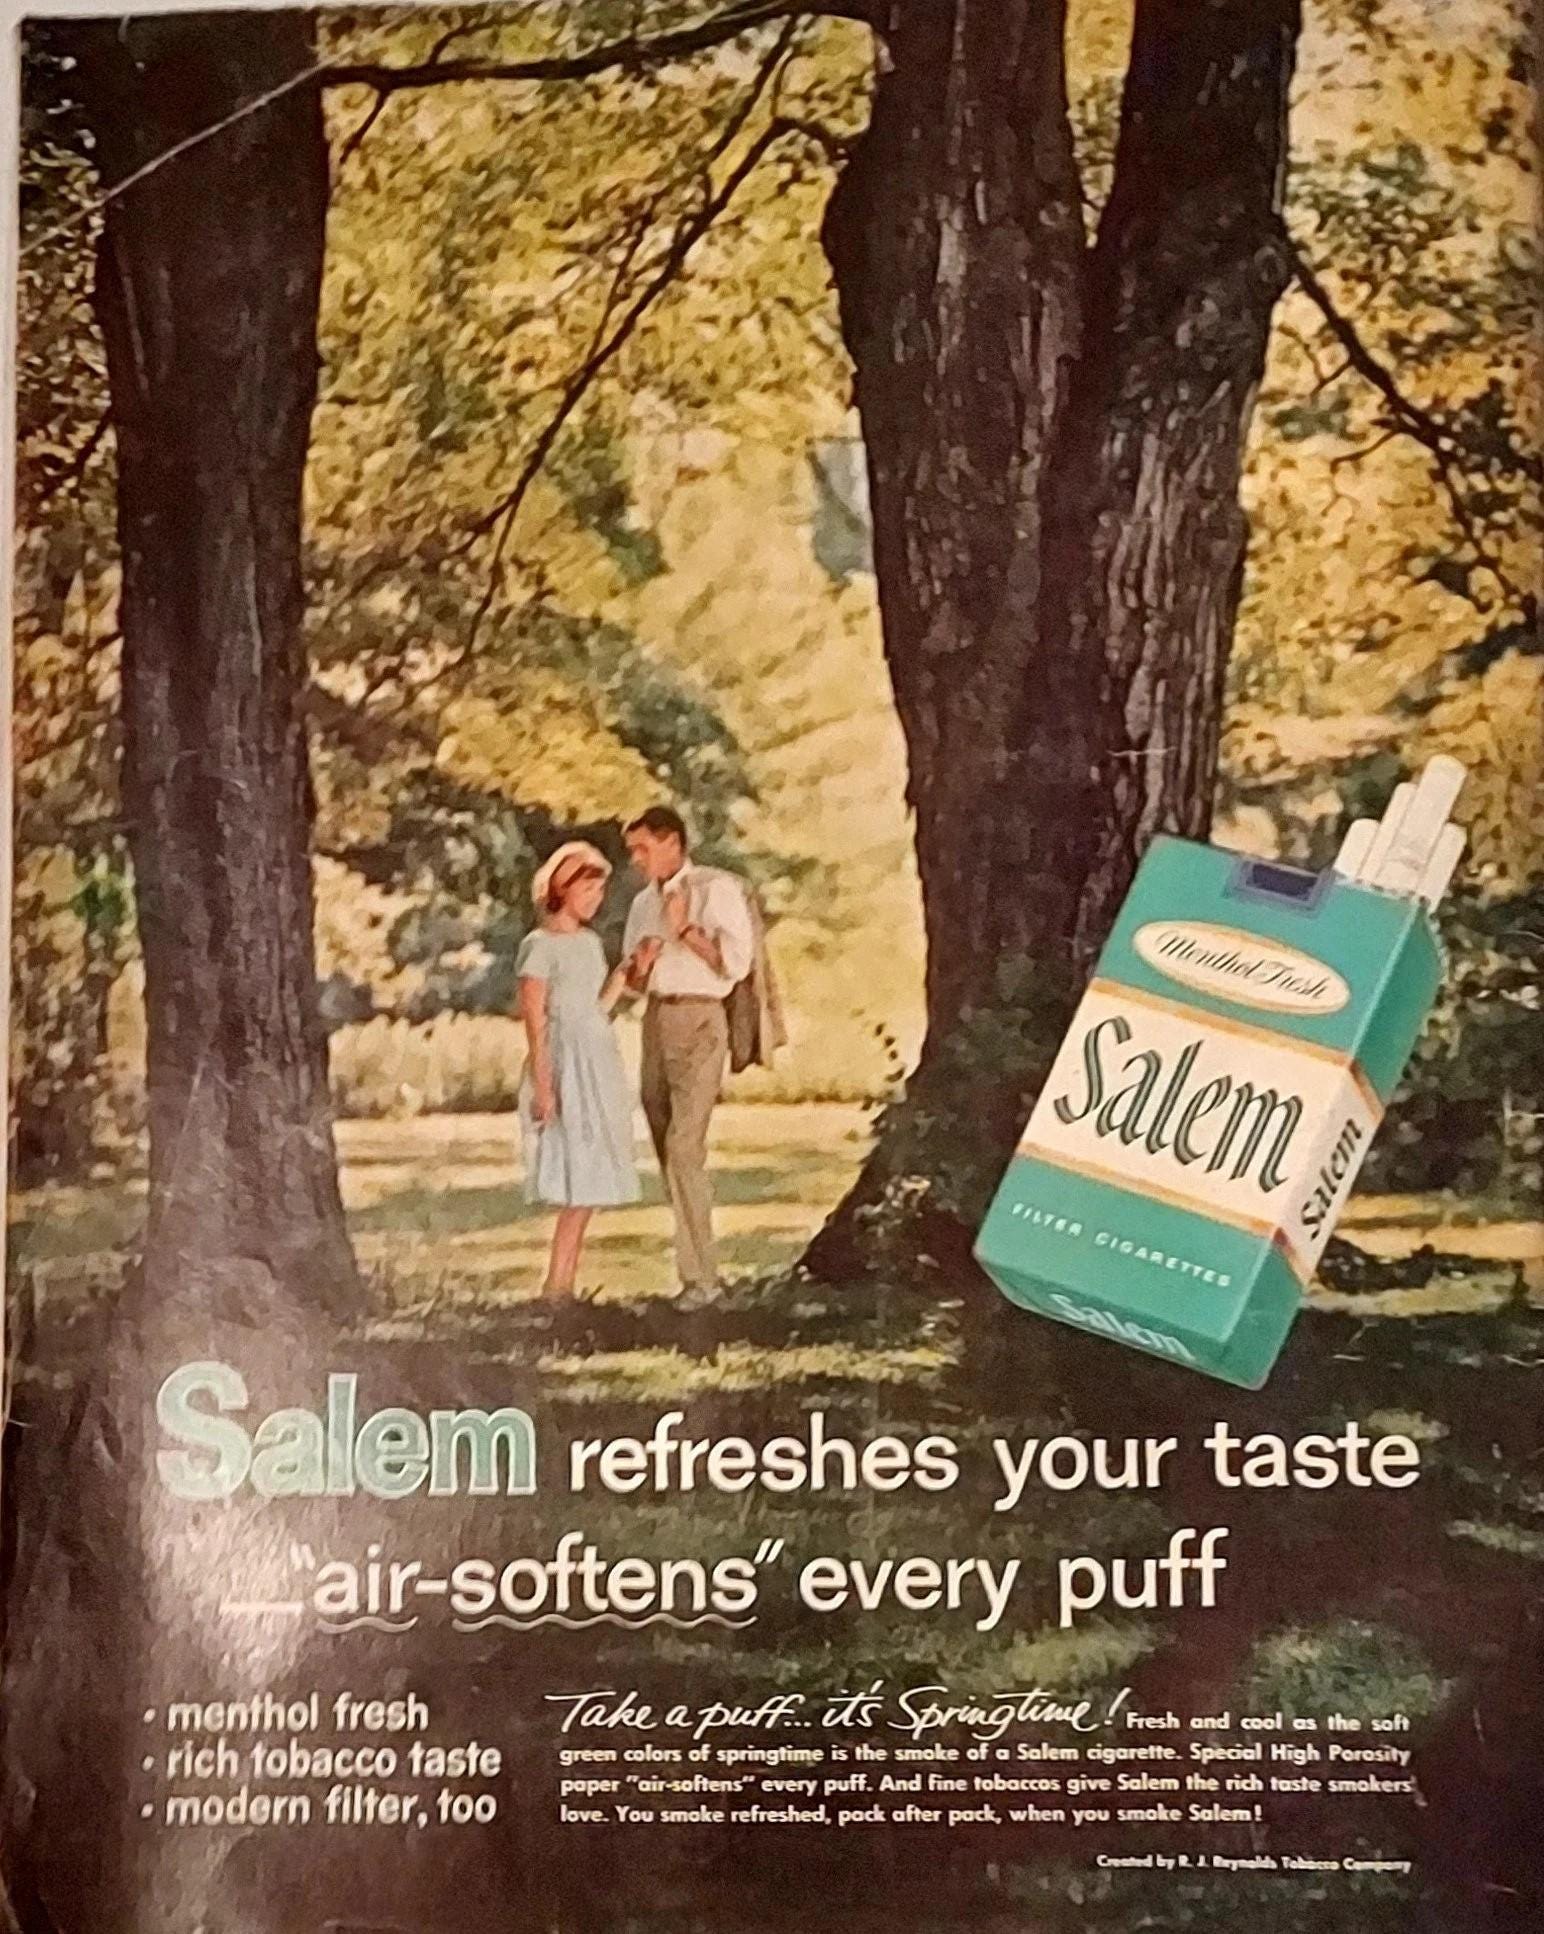 Menthol Fresh
Salem
Salem
FILTER CIGARETTES
Salem
Salem refreshes your taste
—"air-softens" every puff
• menthol fresh
• rich tobacco taste
• modern filter, too
Take a puff... it's Springtime! Fresh and cool as the soft
green colors of springtime is the smoke of a Salem cigarette. Special High Porosity
paper "air-softens" every puff. And fine tobaccos give Salem the rich taste smokers
love. You smoke refreshed, pack after pack, when you smoke Salem!
Created by R. J. Reynolds Tobacco Company